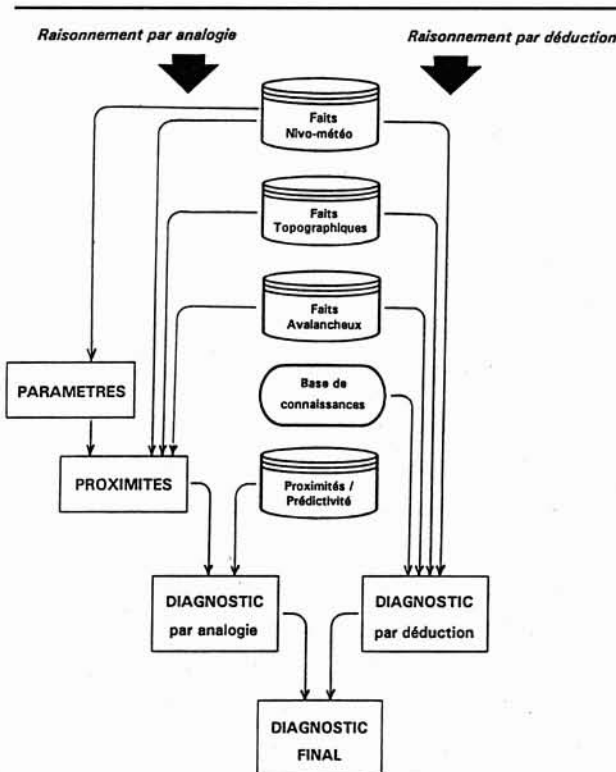 Raisonnement par analogie
Raisonnement par déduction
Faits
Nivo-météo
Faits
Topographiques
Faits
Avalancheux
PARAMETRES
Base de
connaissances
PROXIMITES
Proximités /
Prédictivité
DIAGNOSTIC
par analogie
DIAGNOSTIC
par déduction
DIAGNOSTIC
FINAL